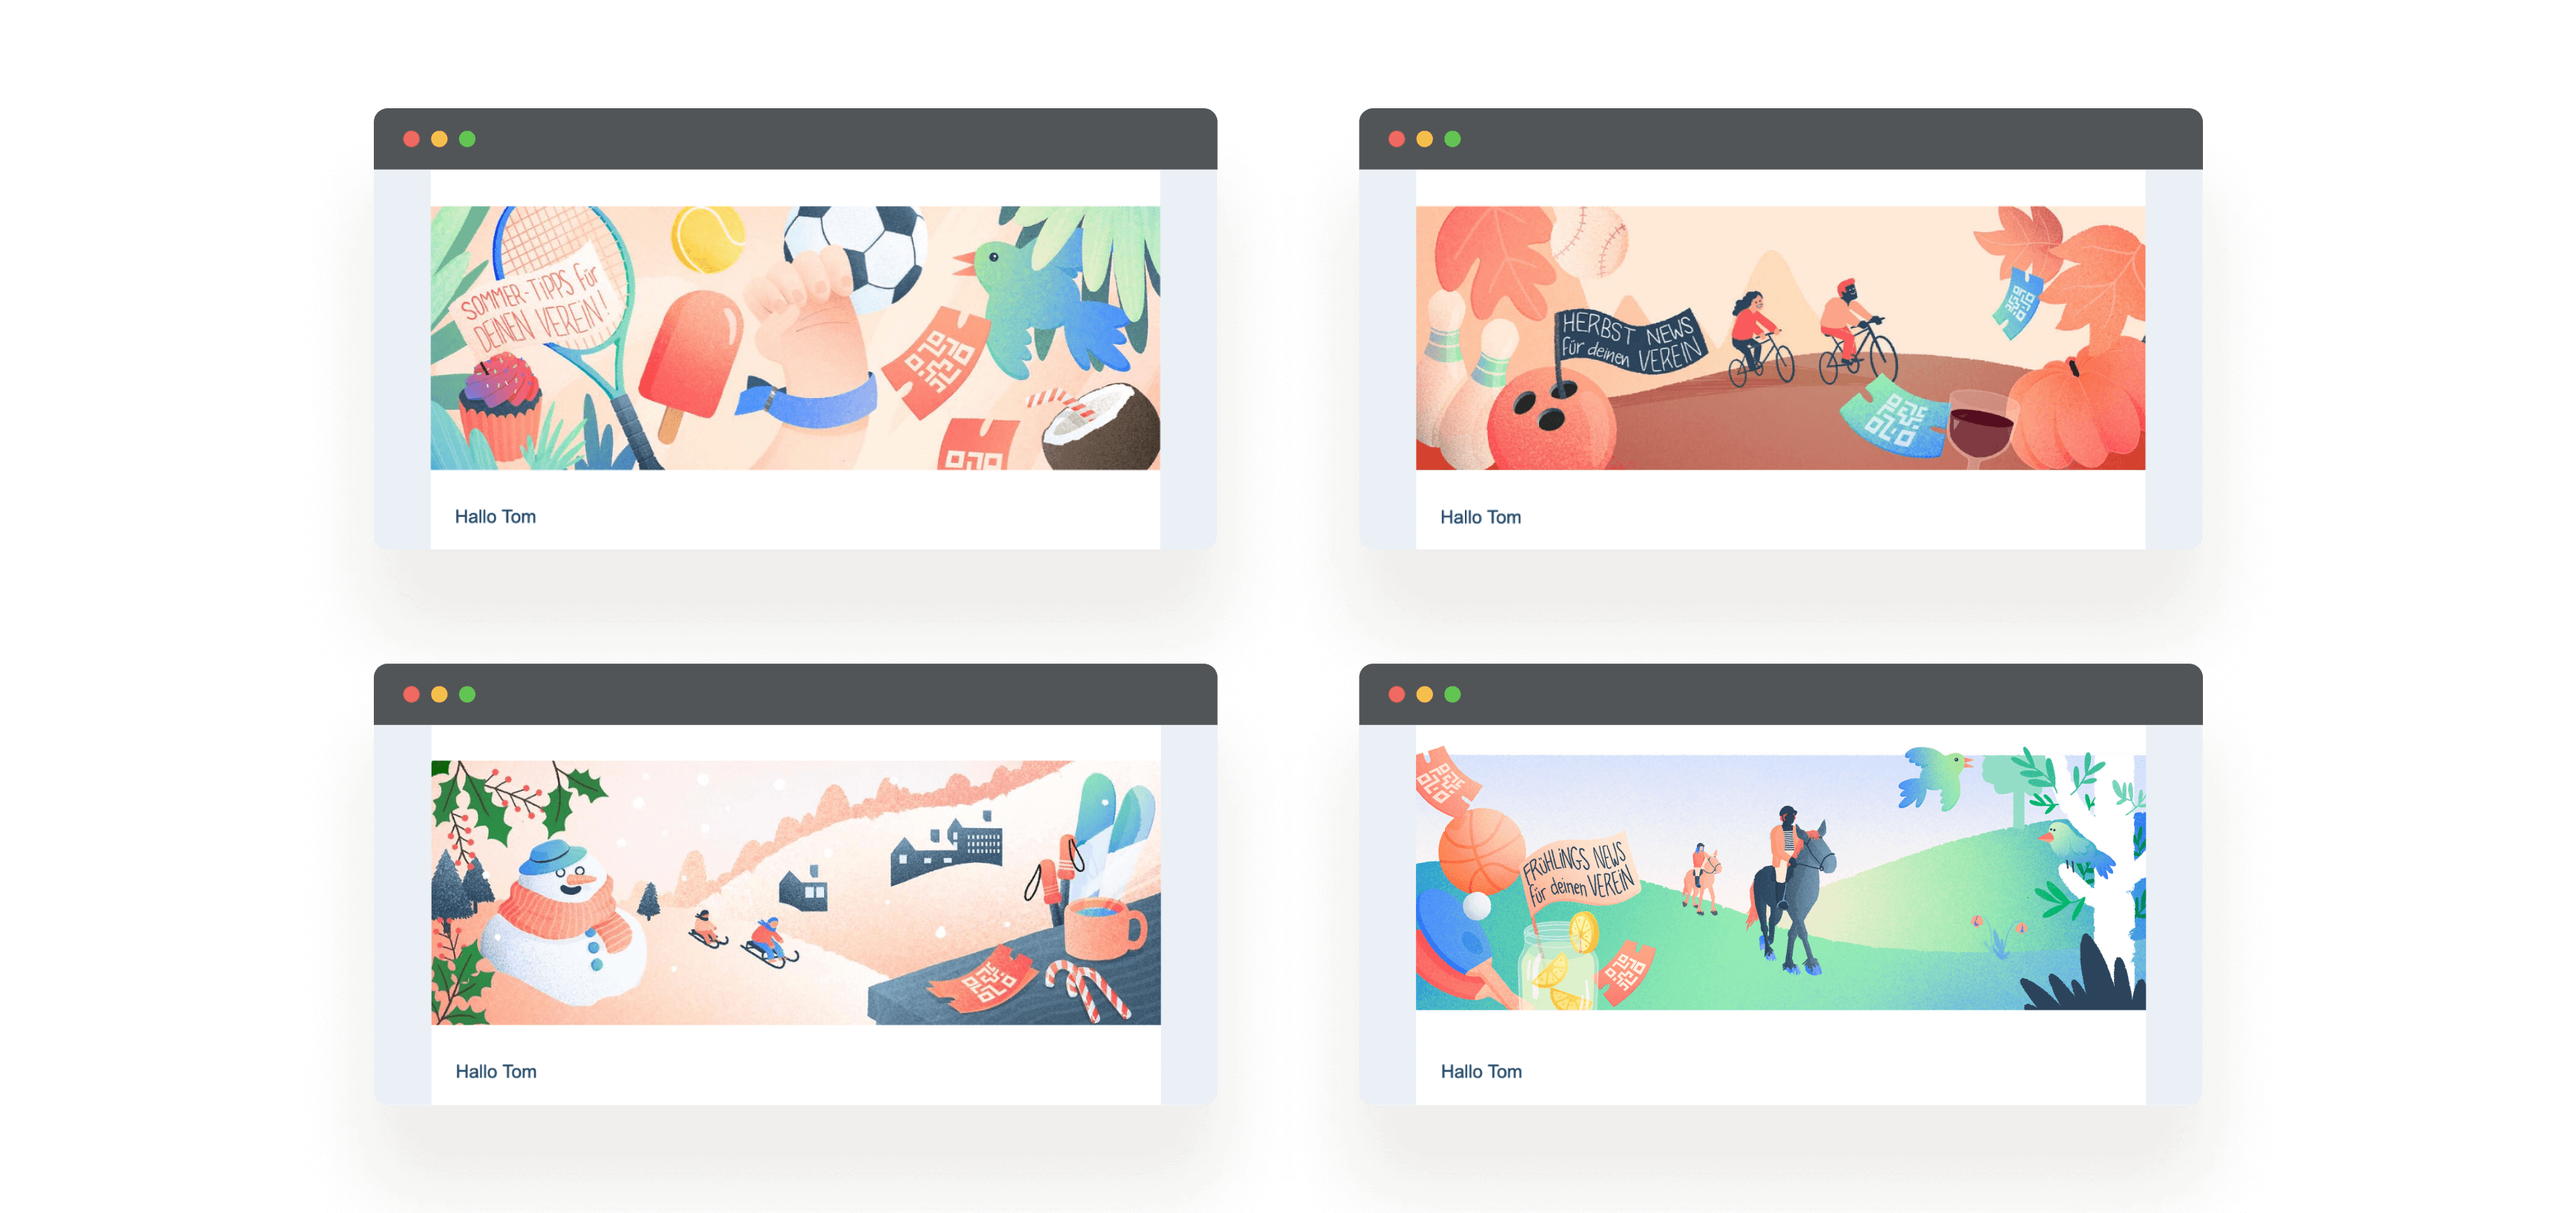 SOMMER-TiPPS für
DEiNEN VEREiN!
Hallo Tom
HERBST NEWS
für deinen VEREiN
Hallo Tom
Hallo Tom
FRüHLiNGS NEWS
für deinen VEREiN
Hallo Tom